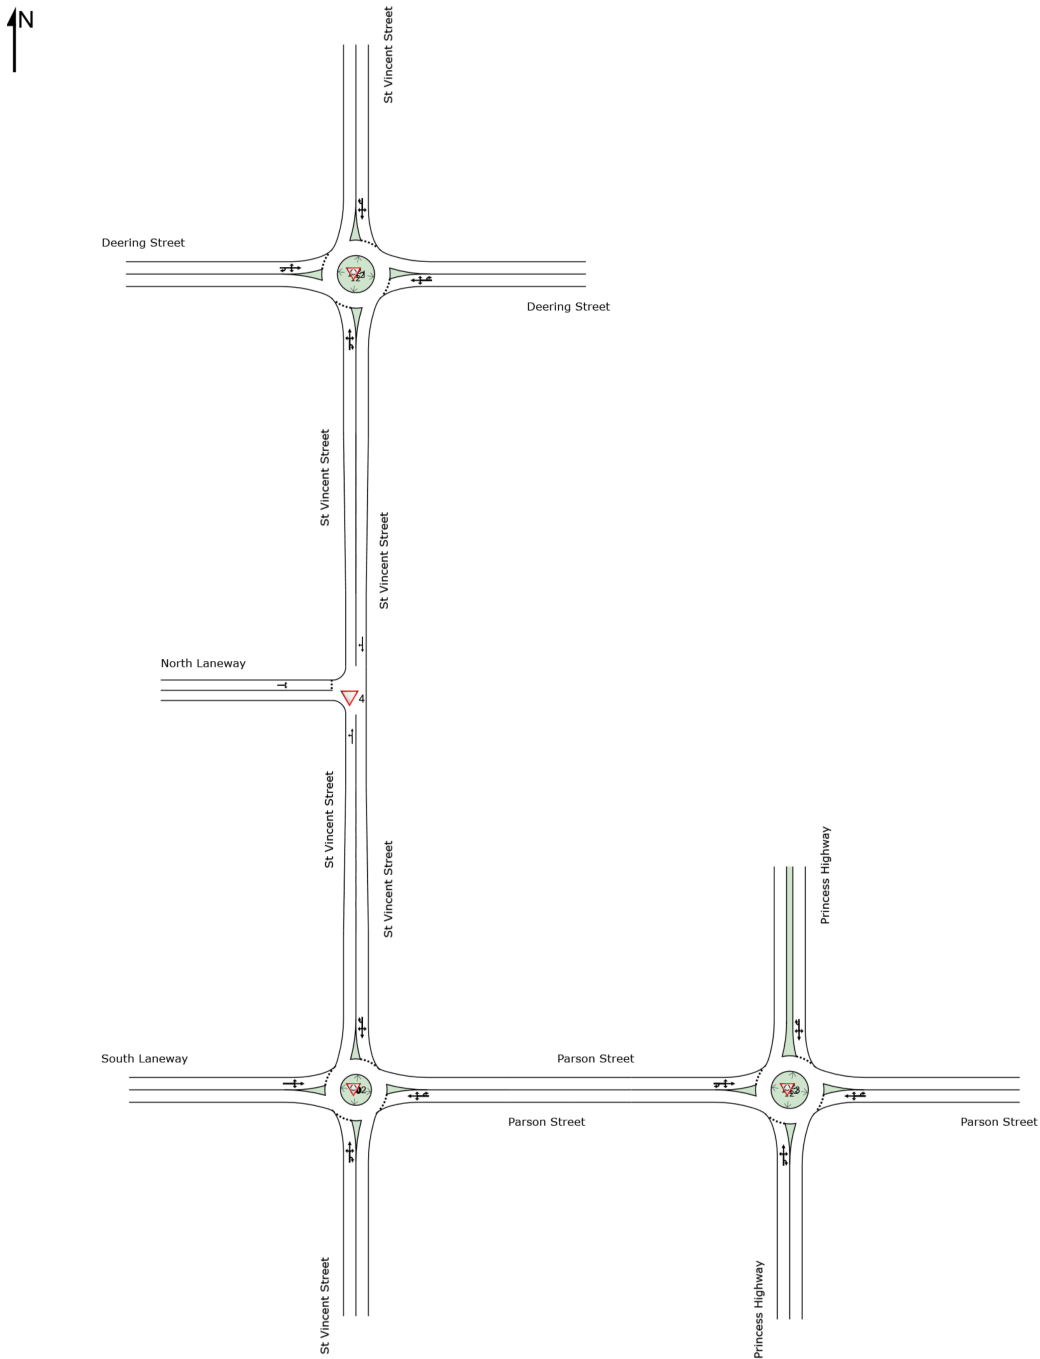 N
St Vincent Street
Deering Street
Deering Street
St Vincent Street
St Vincent Street
North Laneway
4
St Vincent Street
St Vincent Street
Princess Highway
South Laneway
Parson Street
Parson Street
Parson Street
St Vincent Street
Princess Highway